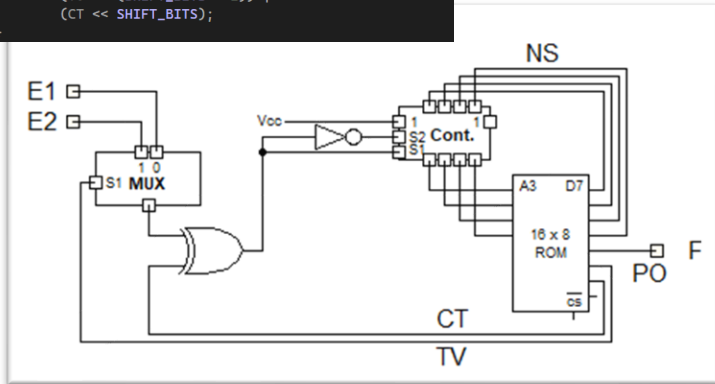 (CT << SHIFT_BITS);
NS
E1
E2
Vcc
1 1
S2 Cont.
S1
1 0
S1 MUX
A3 D7
16 x 8
ROM
CS
PO F
CT
TV